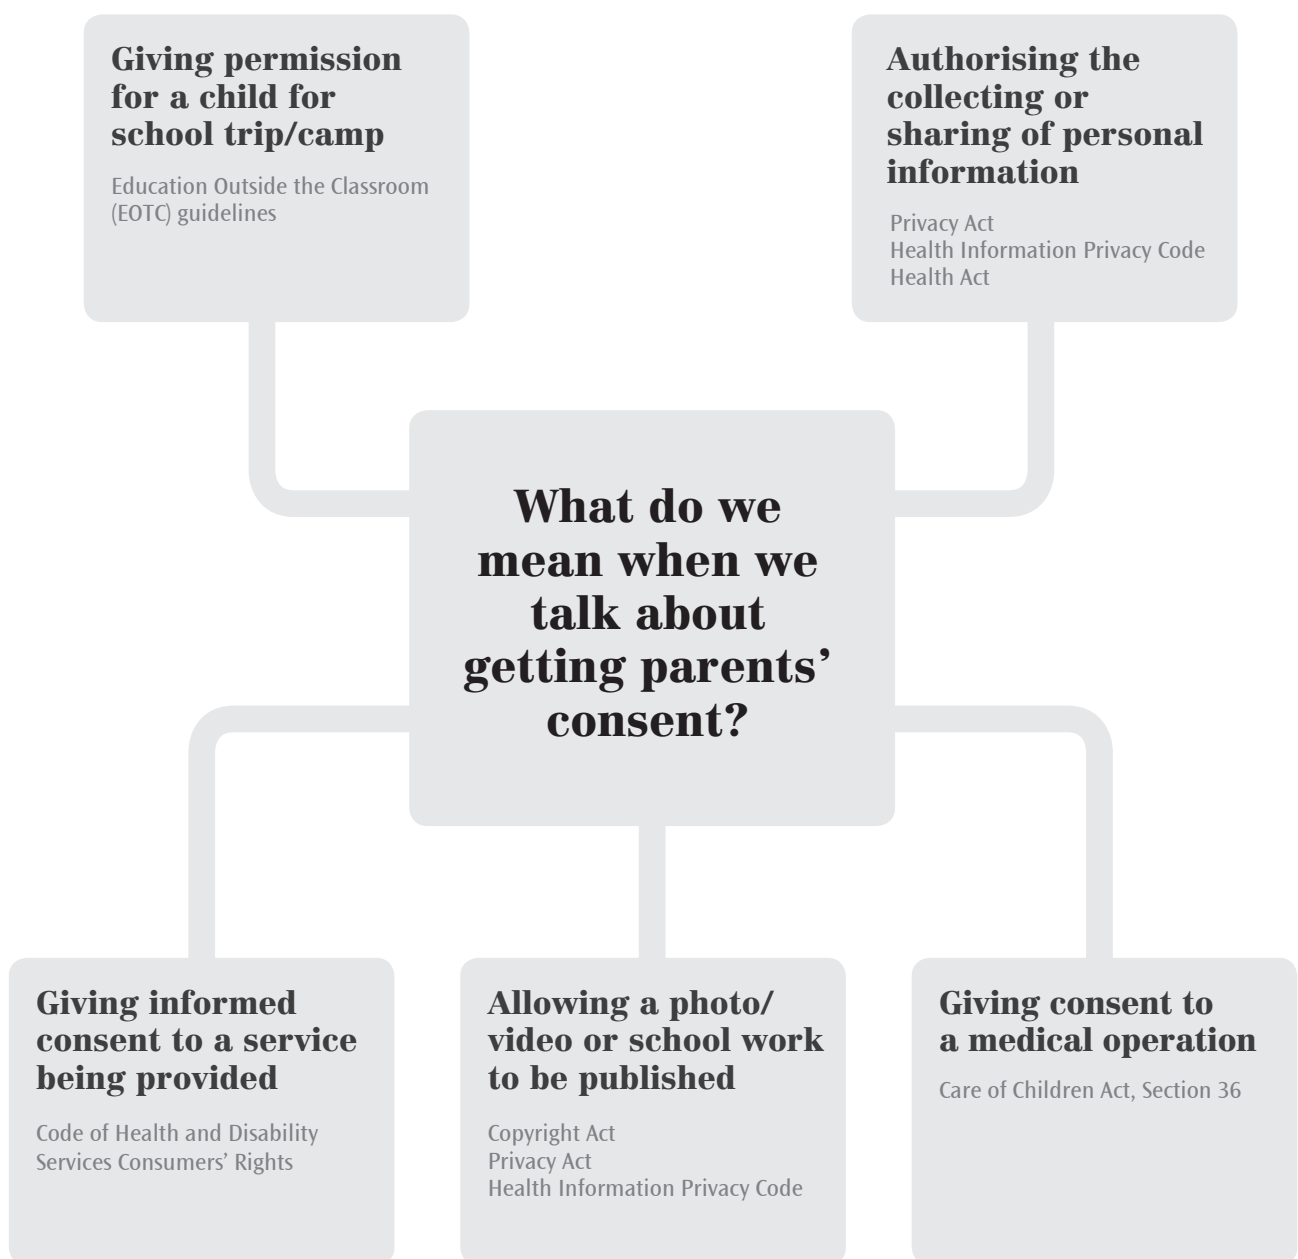 Giving permission
for a child for
school trip/camp
Education Outside the Classroom
(EOTC) guidelines
Authorising the
collecting or
sharing of personal
information
Privacy Act
Health Information Privacy Code
Health Act
What do we
mean when we
talk about
getting parents’
consent?
Giving informed
consent to a service
being provided
Code of Health and Disability
Services Consumers’ Rights
Allowing a photo/
video or school work
to be published
Copyright Act
Privacy Act
Health Information Privacy Code
Giving consent to
a medical operation
Care of Children Act, Section 36